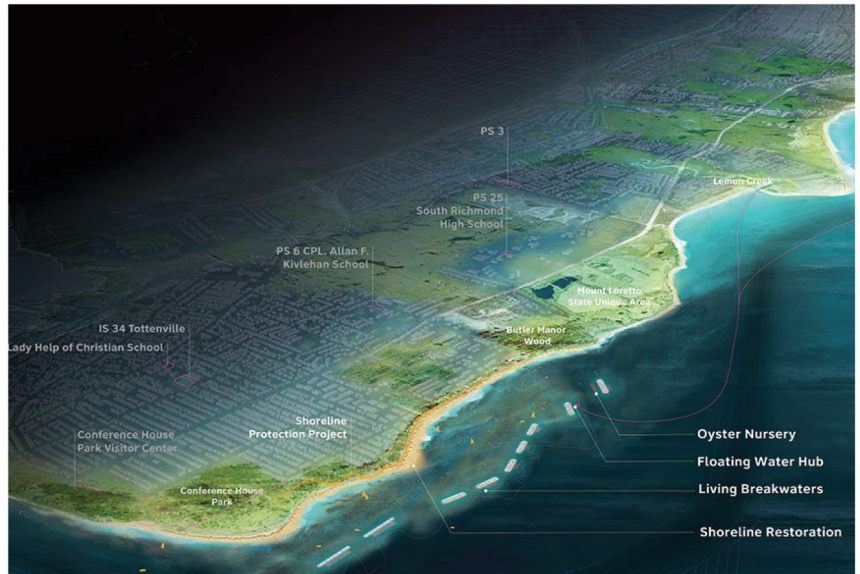 PS 3
Lemon Creek
PS 25
South Richmond
High School
PS 6 CPL. Allan F.
Kivlehan School
Mount Loretto
State Unique Area
IS 34 Tottenville
Butler Manor
Wood
Lady Help of Christian School
Shoreline
Protection Project
Conference House
Park Visitor Center
Oyster Nursery
Floating Water Hub
Living Breakwaters
Conference House
Park
Shoreline Restoration